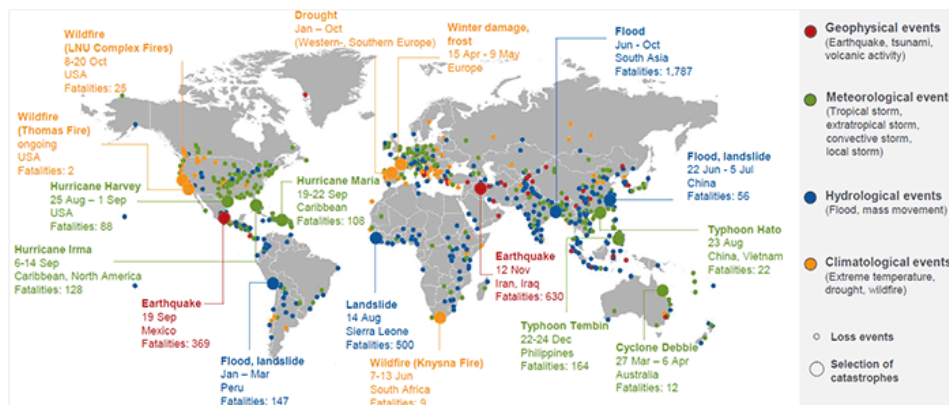 Wildfire
(LNU Complex Fires)
8-20 Oct
USA
Fatalities: 25
Drought
Jan – Oct
(Western-, Southern Europe)
Winter damage,
frost
15 Apr - 9 May
Europe
Flood
Jun - Oct
South Asia
Fatalities: 1,787
Wildfire
(Thomas Fire)
ongoing
USA
Fatalities: 2
Hurricane Harvey
25 Aug – 1 Sep
USA
Fatalities: 88
Hurricane Maria
19-22 Sep
Caribbean
Fatalities: 108
Flood, landslide
22 Jun - 5 Jul
China
Fatalities: 56
Hurricane Irma
6-14 Sep
Caribbean, North America
Fatalities: 128
Typhoon Hato
23 Aug
China, Vietnam
Fatalities: 22
Earthquake
19 Sep
Mexico
Fatalities: 369
Flood, landslide
Jan – Mar
Peru
Fatalities: 147
Landslide
14 Aug
Sierra Leone
Fatalities: 500
Wildfire (Knysna Fire)
7-13 Jun
South Africa
Fatalities: 9
Earthquake
12 Nov
Iran, Iraq
Fatalities: 630
Typhoon Tembin
22-24 Dec
Philippines
Fatalities: 164
Cyclone Debbie
27 Mar – 6 Apr
Australia
Fatalities: 12
Geophysical events
(Earthquake, tsunami,
volcanic activity)
Meteorological events
(Tropical storm,
extratropical storm,
convective storm,
local storm)
Hydrological events
(Flood, mass movement)
Climatological events
(Extreme temperature,
drought, wildfire)
Loss events
Selection of
catastrophes